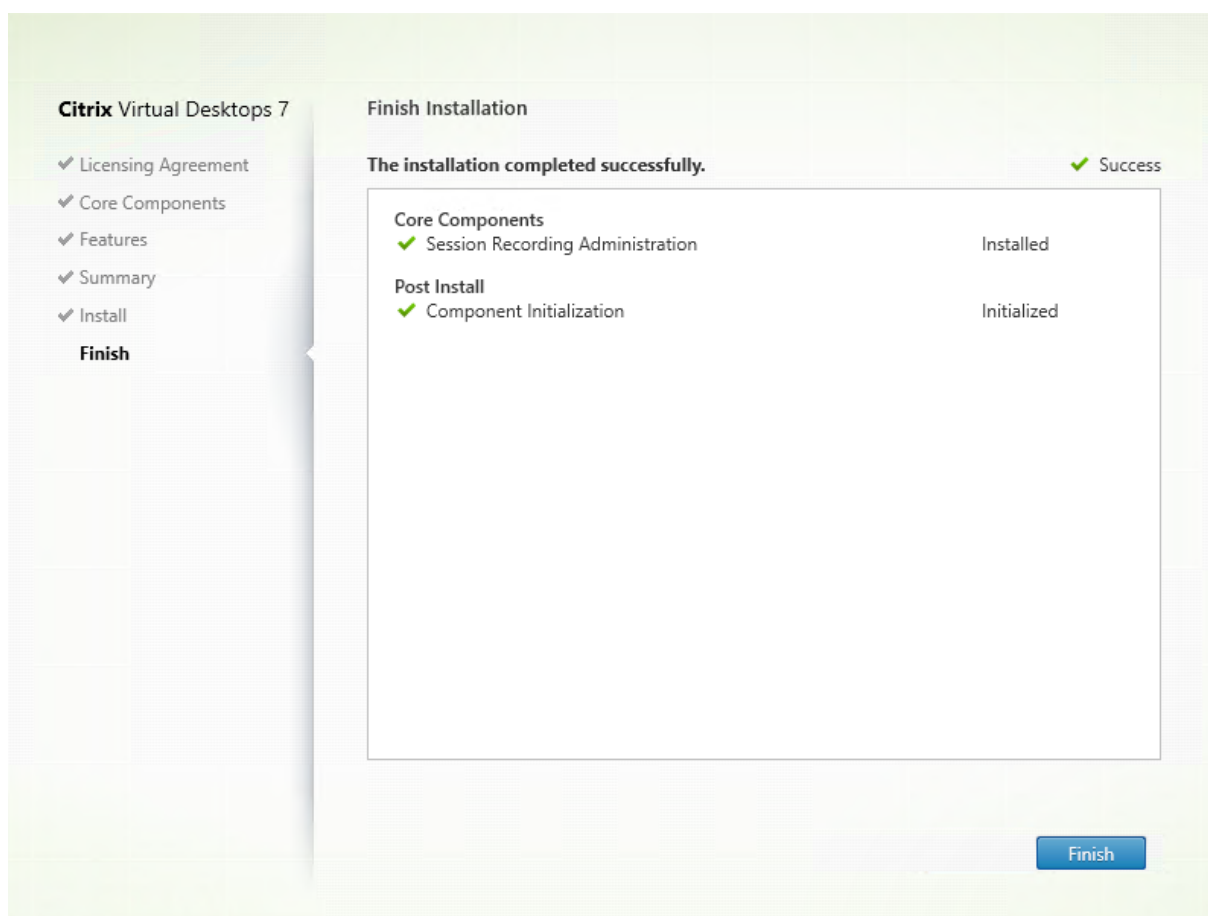 Citrix Virtual Desktops 7
Licensing Agreement
Core Components
Features
Summary
Install
Finish
Finish Installation
The installation completed successfully.
Success
Core Components
Session Recording Administration
Installed
Post Install
Component Initialization
Initialized
Finish